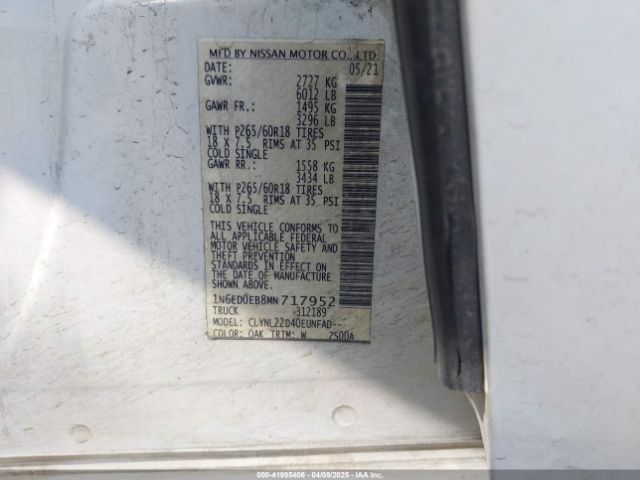 MFD BY NISSAN MOTOR CO., LTD
DATE: 05/21
GVWR: 2727 KG
6012 LB
GAWR FR.: 1495 KG
3296 LB
WITH P265/60R18 TIRES
18 X 7.5 RIMS AT 35 PSI
COLD SINGLE
GAWR RR.: 1558 KG
3434 LB
WITH P265/60R18 TIRES
18 X 7.5 RIMS AT 35 PSI
COLD SINGLE
THIS VEHICLE CONFORMS TO
ALL APPLICABLE FEDERAL
MOTOR VEHICLE SAFETY AND
THEFT PREVENTION
STANDARDS IN EFFECT ON
THE DATE OF MANUFACTURE
SHOWN ABOVE.
1N6ED0EB8MN717952
TRUCK 312189
MODEL: CLYNL22D40EUNFAD--
COLOR: QAK TRIM: W ZS00A
000-41995406 - 04/09/2025 - IAAI.COM